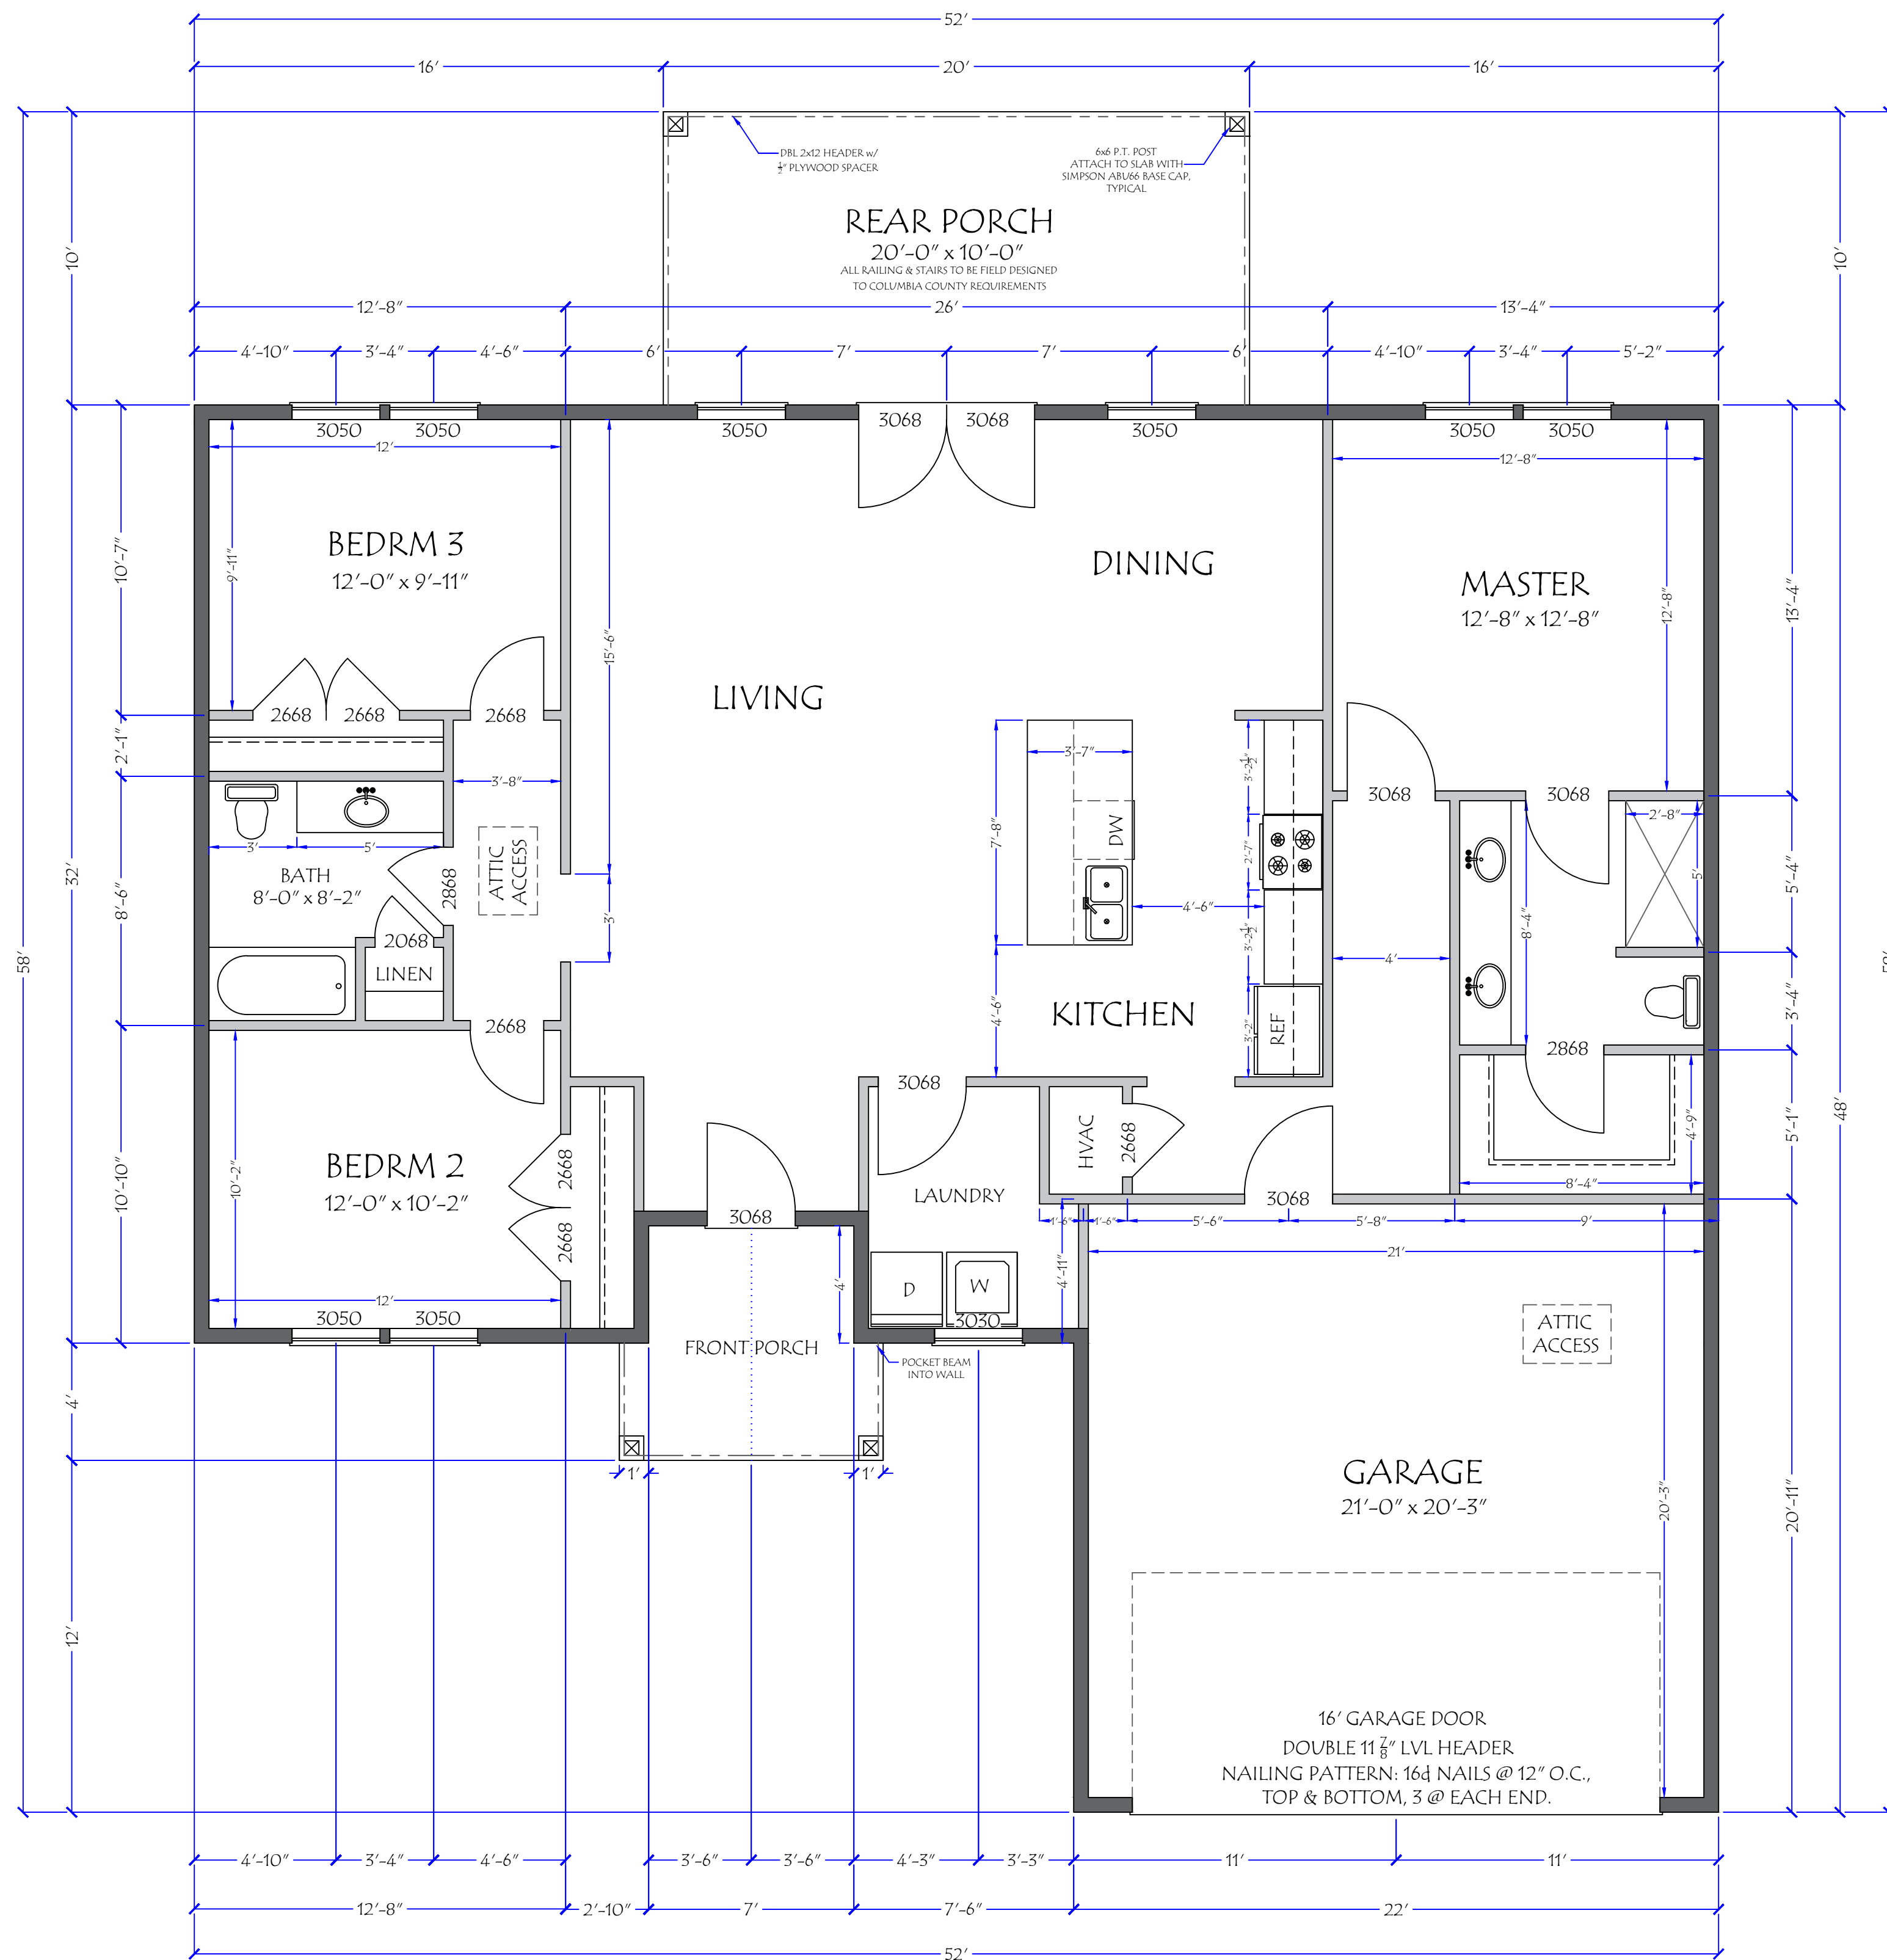 52'
16' 20' 16'
DBL 2x12 HEADER w/
½" PLYWOOD SPACER
6x6 P.T. POST
ATTACH TO SLAB WITH
SIMPSON ABU66 BASE CAP,
TYPICAL
REAR PORCH
20'-0" x 10'-0"
ALL RAILING & STAIRS TO BE FIELD DESIGNED
TO COLUMBIA COUNTY REQUIREMENTS
10' 10'
12'-8" 26' 13'-4"
4'-10" 3'-4" 4'-6" 6' 7' 7' 6' 4'-10" 3'-4" 5'-2"
3050 3050 3050 3068 3068 3050 3050 3050
12' 12'-8"
BEDRM 3
12'-0" x 9'-11"
9'-11"
10'-7"
15'-6"
DINING
MASTER
12'-8" x 12'-8"
12'-8"
13'-4"
LIVING
2668 2668 2668
2'-1"
3'-8"
3'-7"
3'-2½"
3068 3068
2'-8"
3' 5'
BATH
8'-0" x 8'-2"
2868
ATTIC
ACCESS
7'-8"
DW
2'-7"
5'
5'-4"
32'
8'-6"
3'
4'-6"
3'-2½"
8'-4"
2068
LINEN
4'
58'
4'-6"
KITCHEN
REF
3'-2"
3'-4"
2668
3068
2868
BEDRM 2
12'-0" x 10'-2"
10'-2"
10'-10"
2668
2668
HVAC
2668
4'-9"
5'-1"
48'
LAUNDRY
8'-4"
3068
3068
1'-6" 1'-6" 5'-6" 5'-8" 9'
21'
4'
4'-11"
D W
12'
3050 3050
3030
FRONT PORCH
POCKET BEAM
INTO WALL
ATTIC
ACCESS
4'
1' 1'
GARAGE
21'-0" x 20'-3"
20'-3"
20'-11"
12'
16' GARAGE DOOR
DOUBLE 11 ⅞" LVL HEADER
NAILING PATTERN: 16d NAILS @ 12" O.C.,
TOP & BOTTOM, 3 @ EACH END.
4'-10" 3'-4" 4'-6" 3'-6" 3'-6" 4'-3" 3'-3" 11' 11'
12'-8" 2'-10" 7' 7'-6" 22'
52'